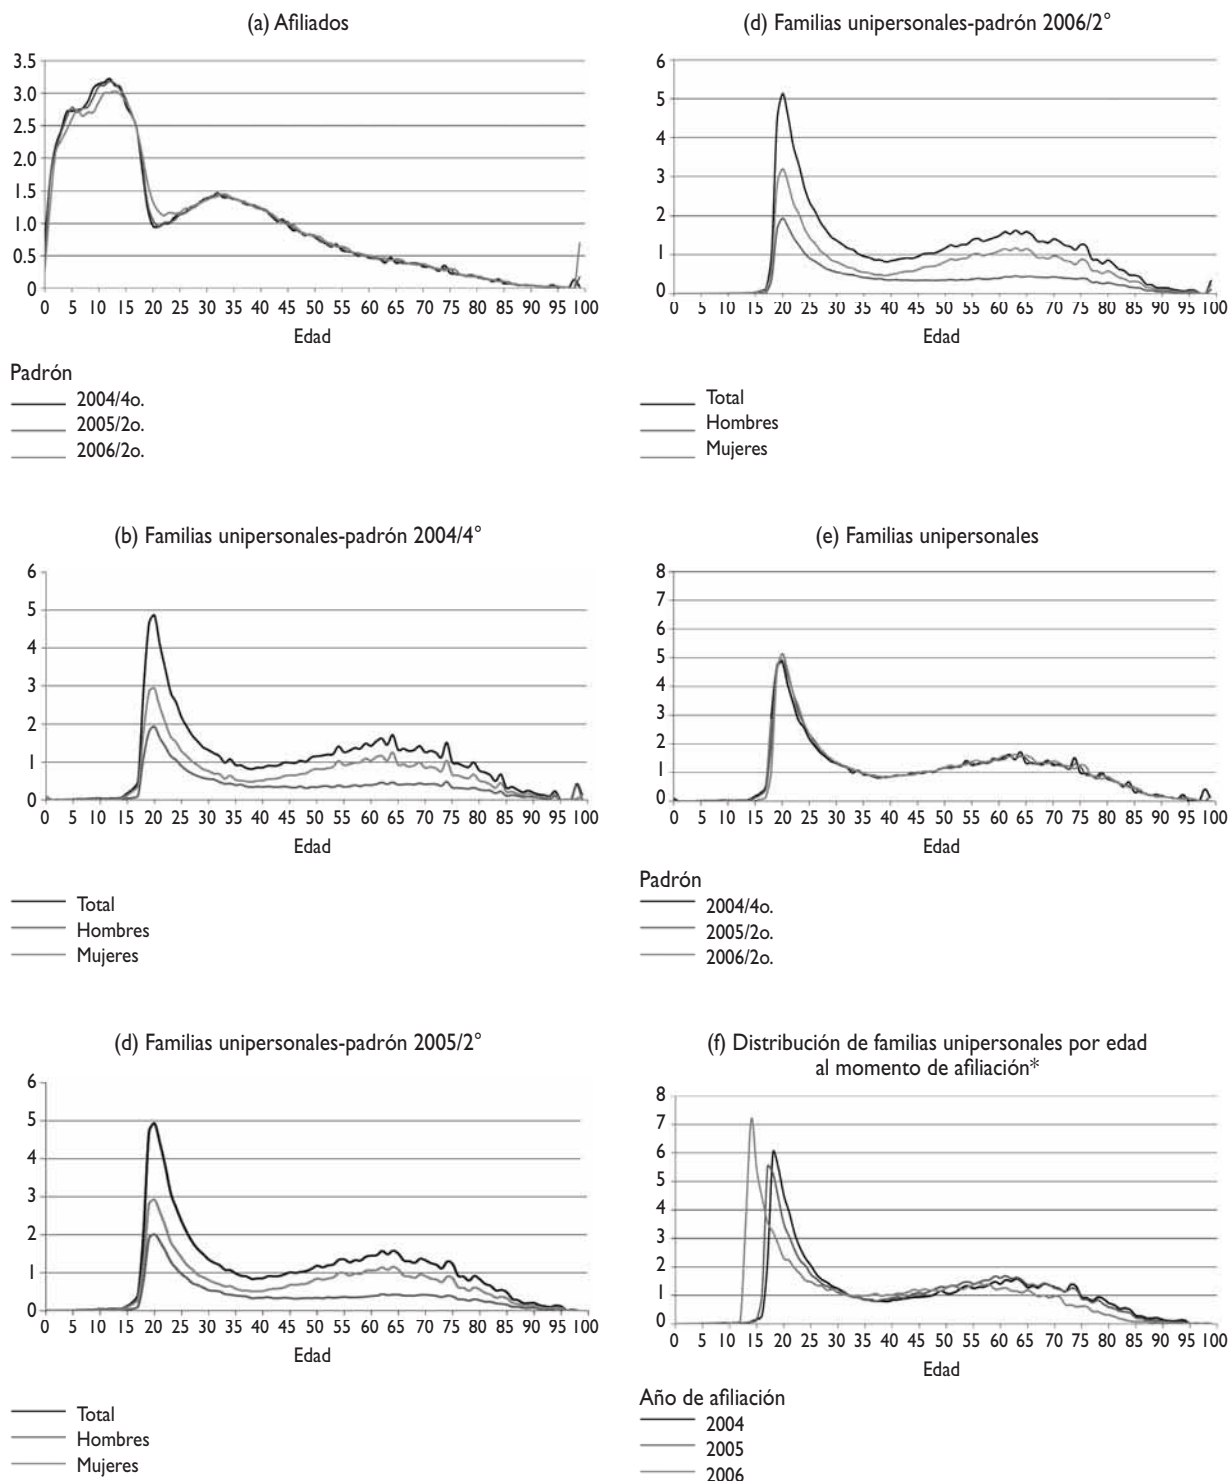 (a) Afiliados
3.5
3.0
2.5
2.0
1.5
1.0
0.5
0
0 5 10 15 20 25 30 35 40 45 50 55 60 65 70 75 80 85 90 95 100
Edad
Padrón
2004/4o.
2005/2o.
2006/2o.
(b) Familias unipersonales-padrón 2004/4°
6
5
4
3
2
1
0
0 5 10 15 20 25 30 35 40 45 50 55 60 65 70 75 80 85 90 95 100
Edad
Total
Hombres
Mujeres
(d) Familias unipersonales-padrón 2005/2°
6
5
4
3
2
1
0
0 5 10 15 20 25 30 35 40 45 50 55 60 65 70 75 80 85 90 95 100
Edad
Total
Hombres
Mujeres
(d) Familias unipersonales-padrón 2006/2°
6
5
4
3
2
1
0
0 5 10 15 20 25 30 35 40 45 50 55 60 65 70 75 80 85 90 95 100
Edad
Total
Hombres
Mujeres
(e) Familias unipersonales
8
7
6
5
4
3
2
1
0
0 5 10 15 20 25 30 35 40 45 50 55 60 65 70 75 80 85 90 95 100
Edad
Padrón
2004/4o.
2005/2o.
2006/2o.
(f) Distribución de familias unipersonales por edad
al momento de afiliación*
8
7
6
5
4
3
2
1
0
0 5 10 15 20 25 30 35 40 45 50 55 60 65 70 75 80 85 90 95 100
Edad
Año de afiliación
2004
2005
2006